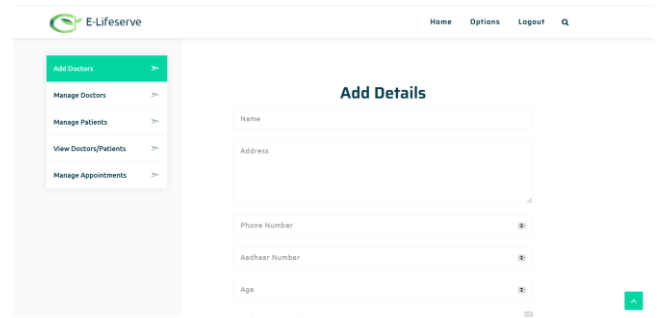 E-Lifeserve
Home Options Logout
Add Doctors
Manage Doctors
Manage Patients
View Doctors/Patients
Manage Appointments
Add Details
Name
Address
Phone Number
Aadhaar Number
Age